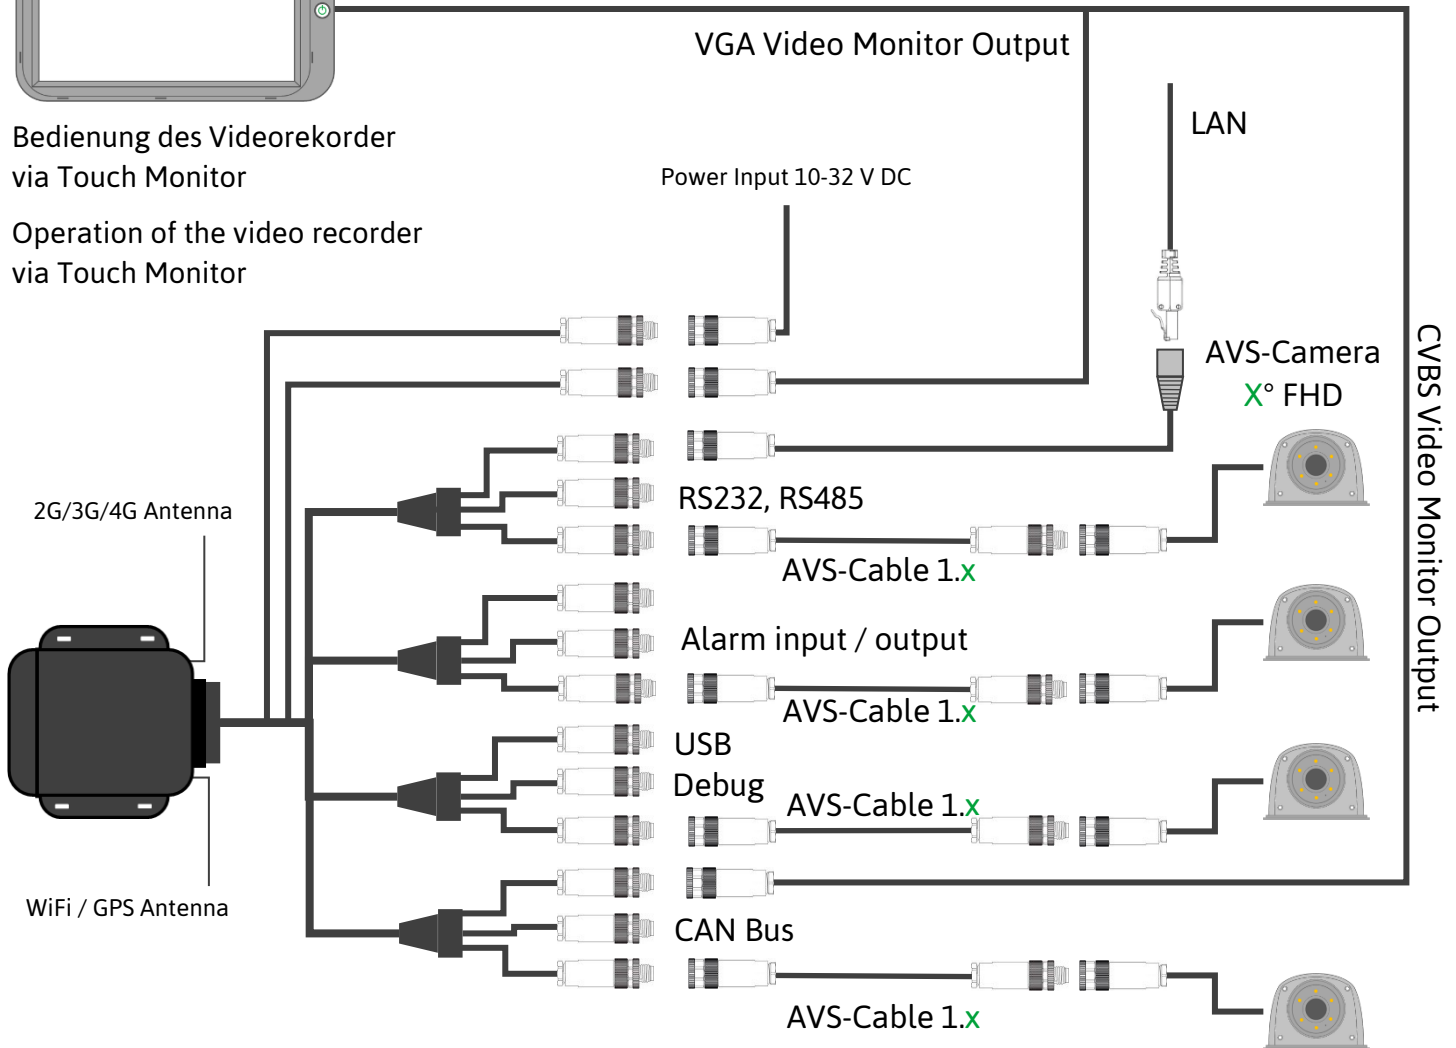 VGA Video Monitor Output
LAN
Bedienung des Videorekorder
via Touch Monitor
Power Input 10-32 V DC
Operation of the video recorder
via Touch Monitor
AVS-Camera
X° FHD
CVBS Video Monitor Output
2G/3G/4G Antenna
RS232, RS485
AVS-Cable 1.x
Alarm input / output
AVS-Cable 1.x
USB
Debug
AVS-Cable 1.x
WiFi / GPS Antenna
CAN Bus
AVS-Cable 1.x